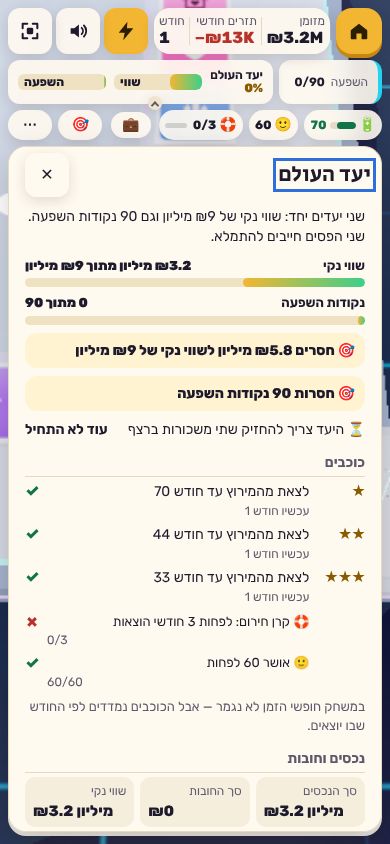 מזומן
₪3.2M
תזרים חודשי
−₪13K
חודש
1
השפעה 0/90
יעד העולם
0%
שווי
השפעה
70
60
0/3
...
יעד העולם
שני יעדים יחד: שווי נקי של ₪9 מיליון וגם 90 נקודות השפעה.
שני הפסים חייבים להתמלא.
שווי נקי
₪3.2 מיליון מתוך ₪9 מיליון
נקודות השפעה
0 מתוך 90
חסרים ₪5.8 מיליון לשווי נקי של ₪9 מיליון
חסרות 90 נקודות השפעה
היעד צריך להחזיק שתי משכורות ברצף
עוד לא התחיל
כוכבים
לצאת מהמירוץ עד חודש 70
עכשיו חודש 1
לצאת מהמירוץ עד חודש 44
עכשיו חודש 1
לצאת מהמירוץ עד חודש 33
עכשיו חודש 1
קרן חירום: לפחות 3 חודשי הוצאות
0/3
אושר 60 לפחות
60/60
במשחק חופשי הזמן לא נגמר — אבל הכוכבים נמדדים לפי החודש
שבו יוצאים.
נכסים וחובות
סך הנכסים
₪3.2 מיליון
סך החובות
₪0
שווי נקי
₪3.2 מיליון